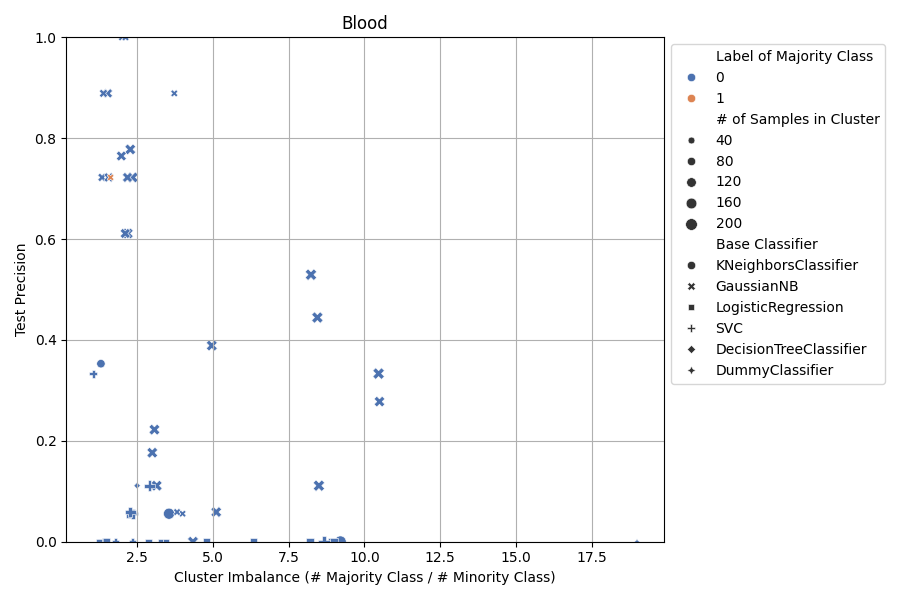 Blood
1.0
0.8
0.6
0.4
0.2
0.0
Test Precision
2.5 5.0 7.5 10.0 12.5 15.0 17.5
Cluster Imbalance (# Majority Class / # Minority Class)
Label of Majority Class
0
1
# of Samples in Cluster
40
80
120
160
200
Base Classifier
KNeighborsClassifier
GaussianNB
LogisticRegression
SVC
DecisionTreeClassifier
DummyClassifier